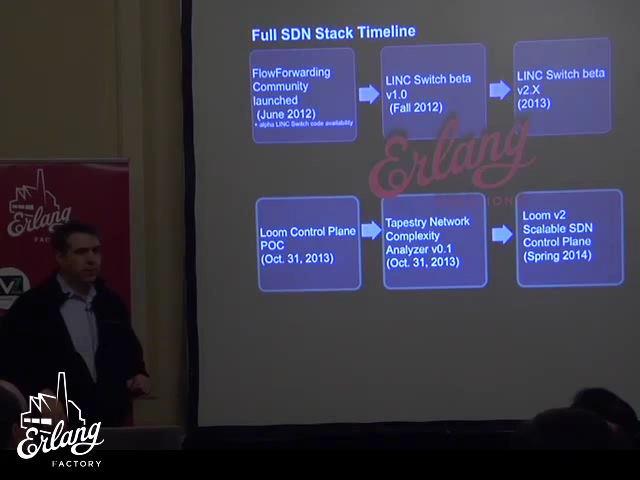 Full SDN Stack Timeline
FlowForwarding
Community
launched
(June 2012)
+ alpha LINC Switch code availability
LINC Switch beta
v1.0
(Fall 2012)
LINC Switch beta
v2.X
(2013)
Erlang
Loom Control Plane
POC
(Oct. 31, 2013)
Tapestry Network
Complexity
Analyzer v0.1
(Oct. 31, 2013)
Loom v2
Scalable SDN
Control Plane
(Spring 2014)
Erlang
Erlang
FACTORY